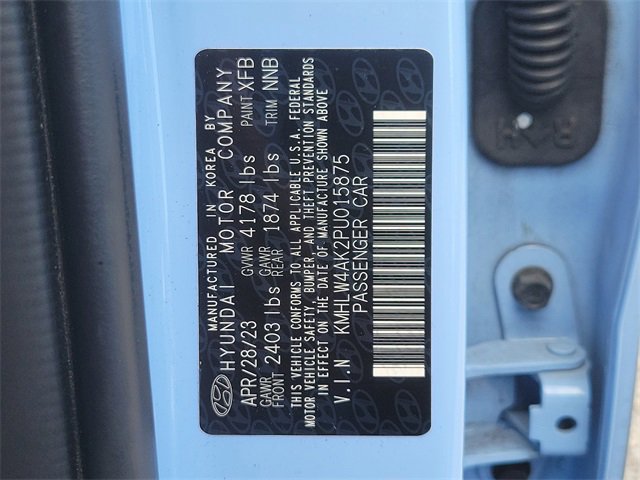 MANUFACTURED IN KOREA BY
HYUNDAI MOTOR COMPANY
APR/28/23 GVWR 4178 lbs PAINT XFB
GAWR FRONT 2403 lbs GAWR REAR 1874 lbs TRIM NNB
THIS VEHICLE CONFORMS TO ALL APPLICABLE U.S.A. FEDERAL
MOTOR VEHICLE SAFETY, BUMPER, AND THEFT PREVENTION STANDARDS
IN EFFECT ON THE DATE OF MANUFACTURE SHOWN ABOVE
V.I.N KMHLW4AK2PU015875
PASSENGER CAR